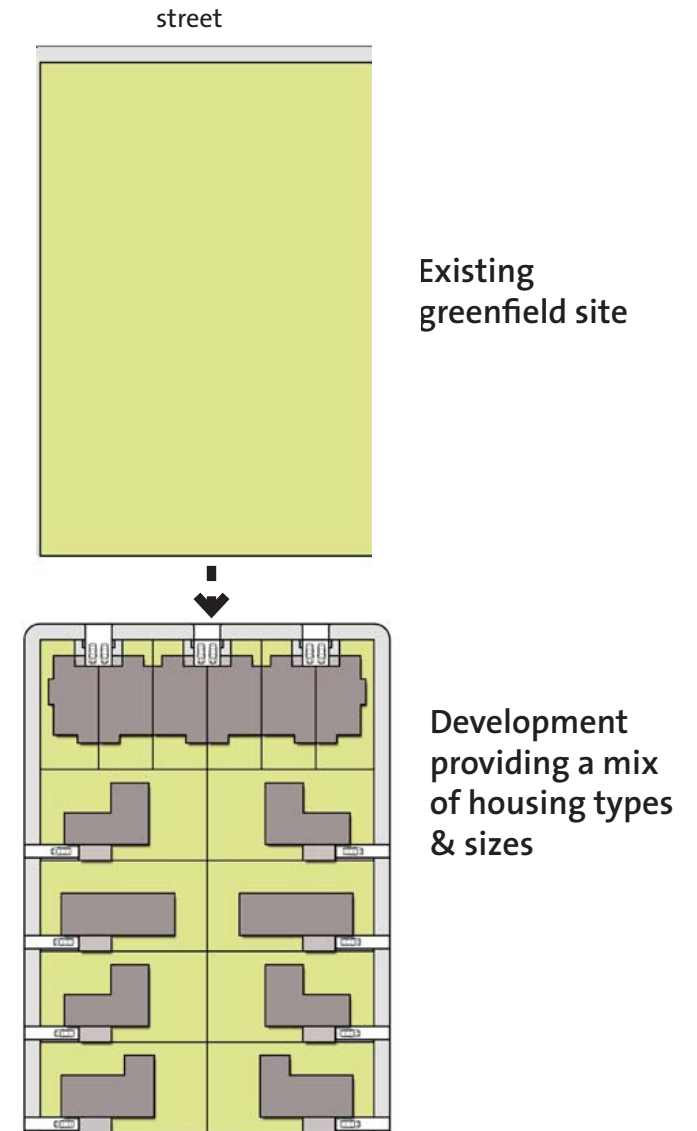 street
Existing
greenfield site
Development
providing a mix
of housing types
& sizes